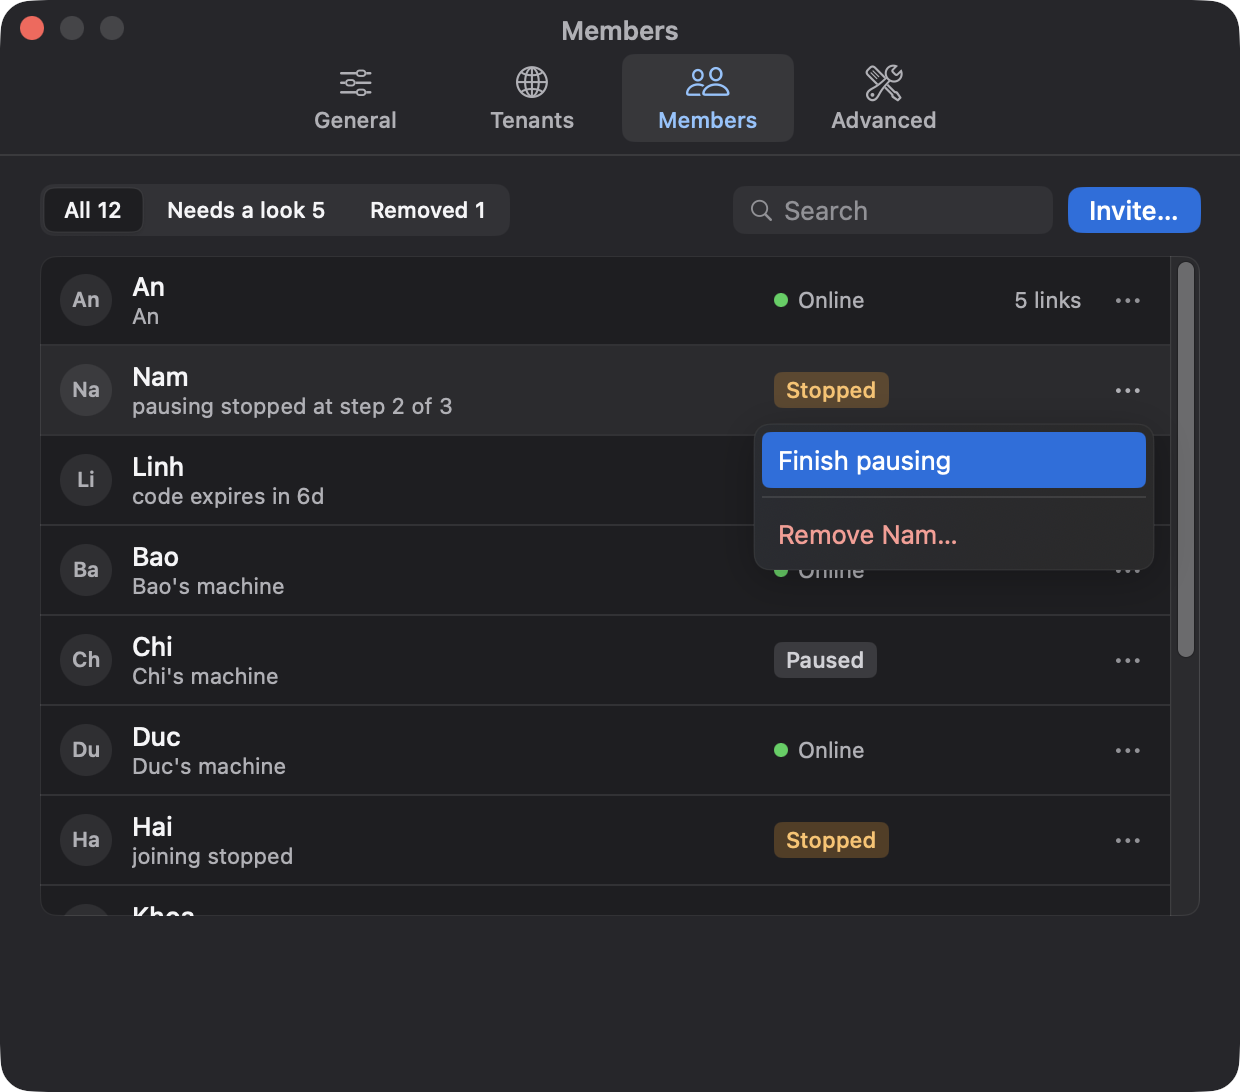 Members
General
Tenants
Members
Advanced
All 12
Needs a look 5
Removed 1
Search
Invite...
An
An
An
Online
5 links
Na
Nam
pausing stopped at step 2 of 3
Stopped
Finish pausing
Remove Nam...
Li
Linh
code expires in 6d
Ba
Bao
Bao's machine
Online
Ch
Chi
Chi's machine
Paused
Du
Duc
Duc's machine
Online
Ha
Hai
joining stopped
Stopped
Khoa